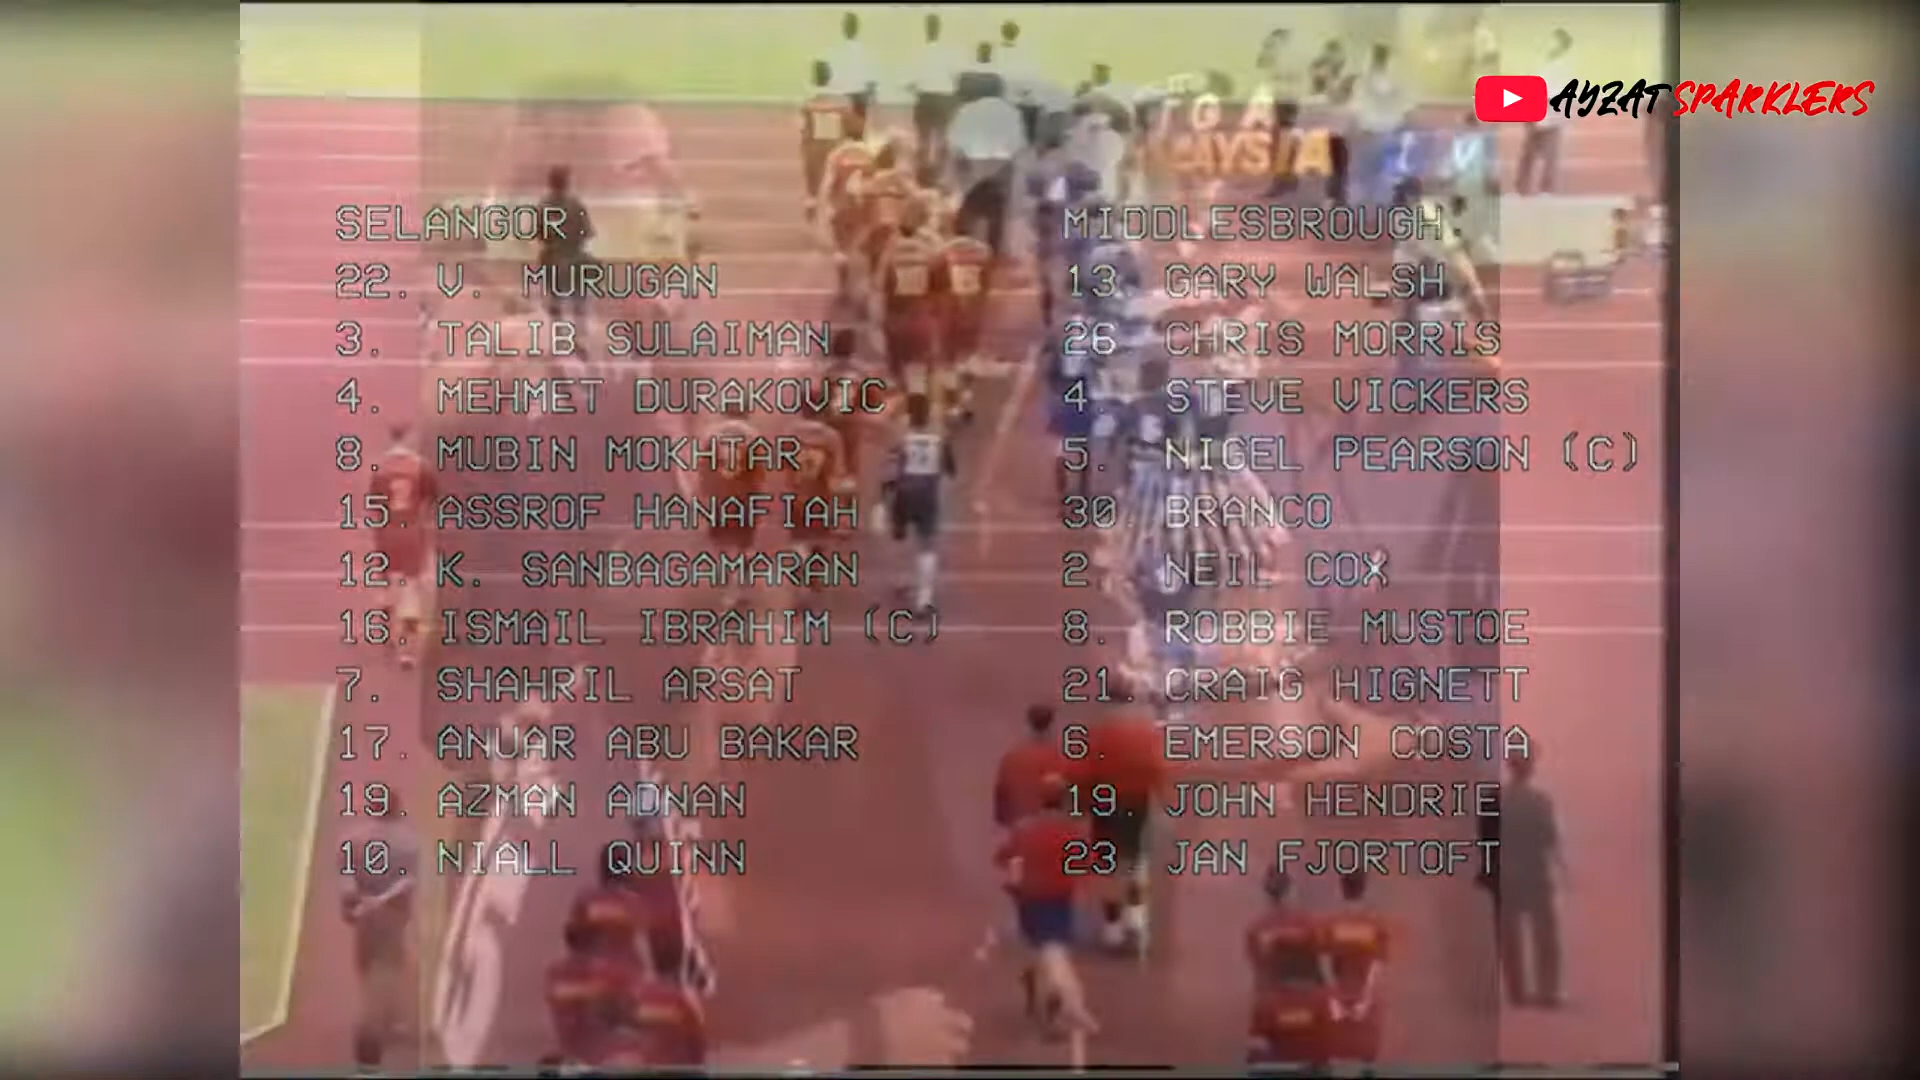 AYZAT SPARKLERS
SELANGOR:
22. V. MURUGAN
3. TALIB SULAIMAN
4. MEHMET DURAKOVIC
8. MUBIN MOKHTAR
15. ASSROF HANAFIAH
12. K. SANBAGAMARAN
16. ISMAIL IBRAHIM (C)
7. SHAHRIL ARSAT
17. ANUAR ABU BAKAR
19. AZMAN ADNAN
10. NIALL QUINN
MIDDLESBROUGH:
13. GARY WALSH
26. CHRIS MORRIS
4. STEVE VICKERS
5. NIGEL PEARSON (C)
30. BRANCO
2. NEIL COX
8. ROBBIE MUSTOE
21. CRAIG HIGNETT
6. EMERSON COSTA
19. JOHN HENDRIE
23. JAN FJORTOFT